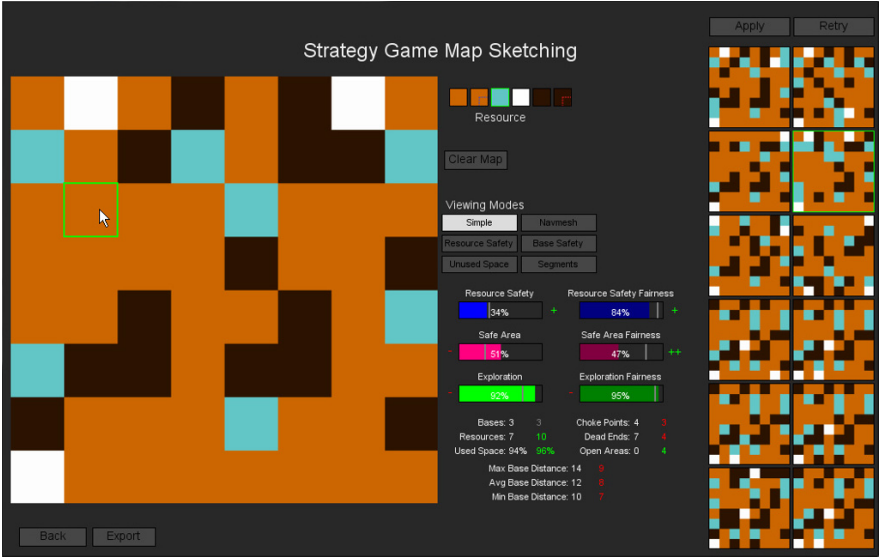 Apply Retry
Strategy Game Map Sketching
Resource
Clear Map
Viewing Modes
Simple Navmesh
Resource Safety Base Safety
Unused Space Segments
Resource Safety Resource Safety Fairness
34% + 84% +
Safe Area Safe Area Fairness
- 51% 47% ++
Exploration Exploration Fairness
- 92% - 95%
Bases: 3 3 Choke Points: 4 3
Resources: 7 10 Dead Ends: 7 4
Used Space: 94% 96% Open Areas: 0 4
Max Base Distance: 14 9
Avg Base Distance: 12 8
Min Base Distance: 10 7
Back Export